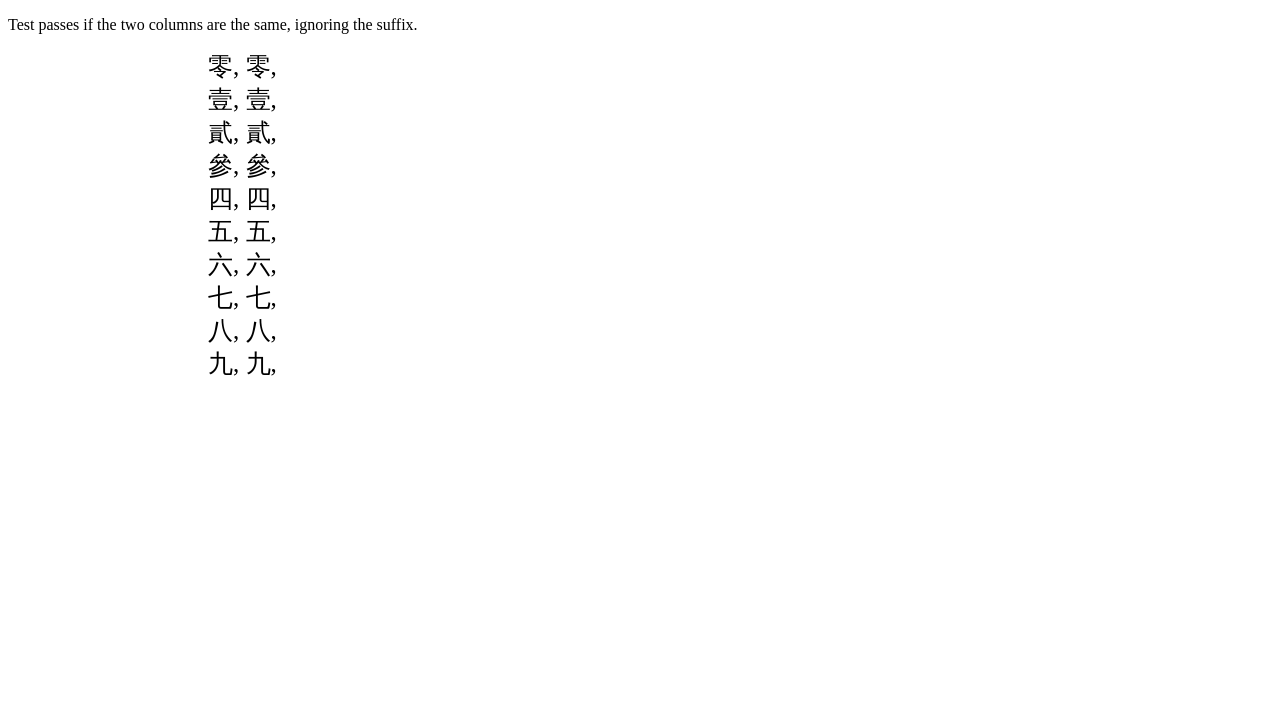 Test passes if the two columns are the same, ignoring the suffix.
零, 零,
壹, 壹,
貳, 貳,
參, 參,
四, 四,
五, 五,
六, 六,
七, 七,
八, 八,
九, 九,